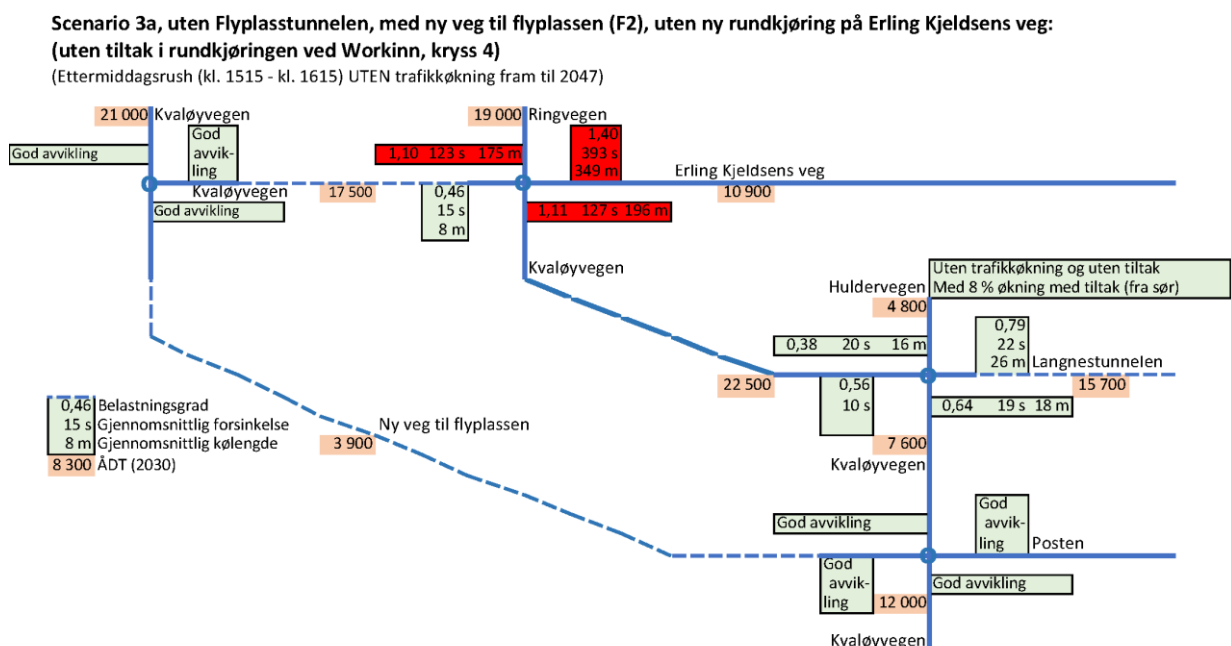 Scenario 3a, uten Flyplasstunnelen, med ny veg til flyplassen (F2), uten ny rundkjøring på Erling Kjeldsens veg:
(uten tiltak i rundkjøringen ved Workinn, kryss 4)
(Ettermiddagsrush (kl. 1515 - kl. 1615) UTEN trafikkøkning fram til 2047)
21 000 Kvaløyvegen
19 000 Ringvegen
God avvikling
God
avvik-
ling
1,10 123 s 175 m
1,40
393 s
349 m
Erling Kjeldsens veg
Kvaløyvegen
17 500
10 900
God avvikling
0,46
15 s
8 m
1,11 127 s 196 m
Kvaløyvegen
Uten trafikkøkning og uten tiltak
Med 8 % økning med tiltak (fra sør)
Huldervegen
4 800
0,38 20 s 16 m
0,79
22 s
26 m
Langnestunnelen
22 500
15 700
0,56
10 s
0,64 19 s 18 m
7 600
Kvaløyvegen
0,46 Belastningsgrad
15 s Gjennomsnittlig forsinkelse
8 m Gjennomsnittlig kølengde
8 300 ÅDT (2030)
Ny veg til flyplassen
3 900
God avvikling
God
avvik-
ling
Posten
God
avvik-
ling
God avvikling
12 000
Kvaløyvegen